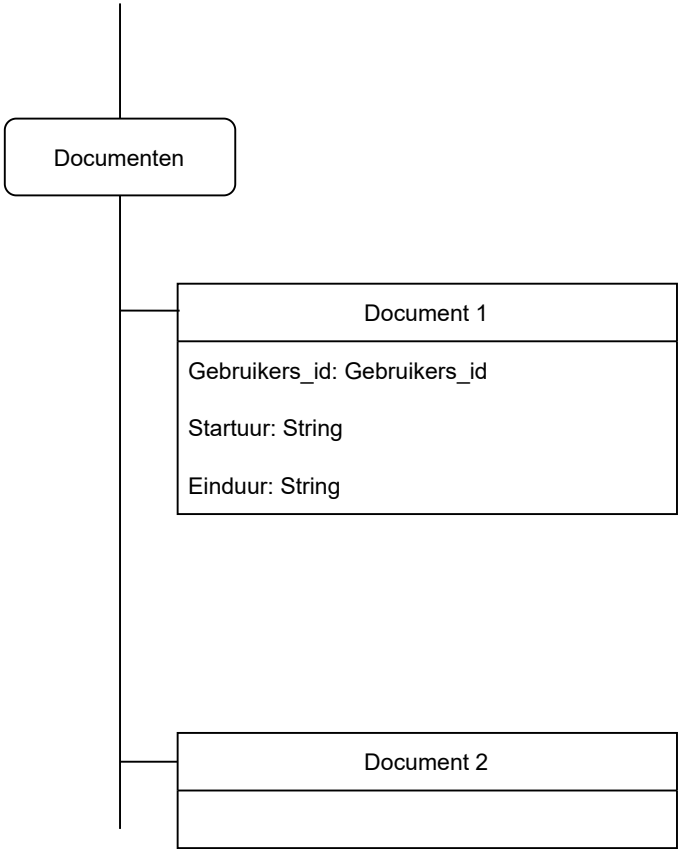 Documenten
Document 1
Gebruikers_id: Gebruikers_id
Startuur: String
Einduur: String
Document 2